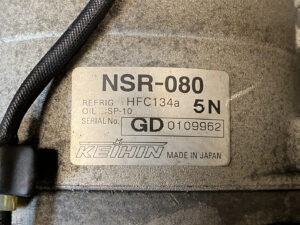 NSR-080
REFRIG HFC134a 5N
OIL SP-10
SERIAL No. GD 0109962
KEIHIN MADE IN JAPAN